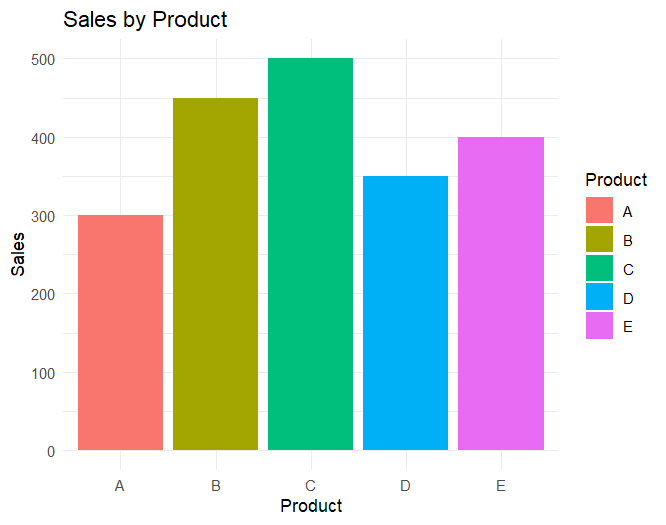 Sales by Product
500
400
300
200
100
0
Sales
A B C D E
Product
Product
A
B
C
D
E